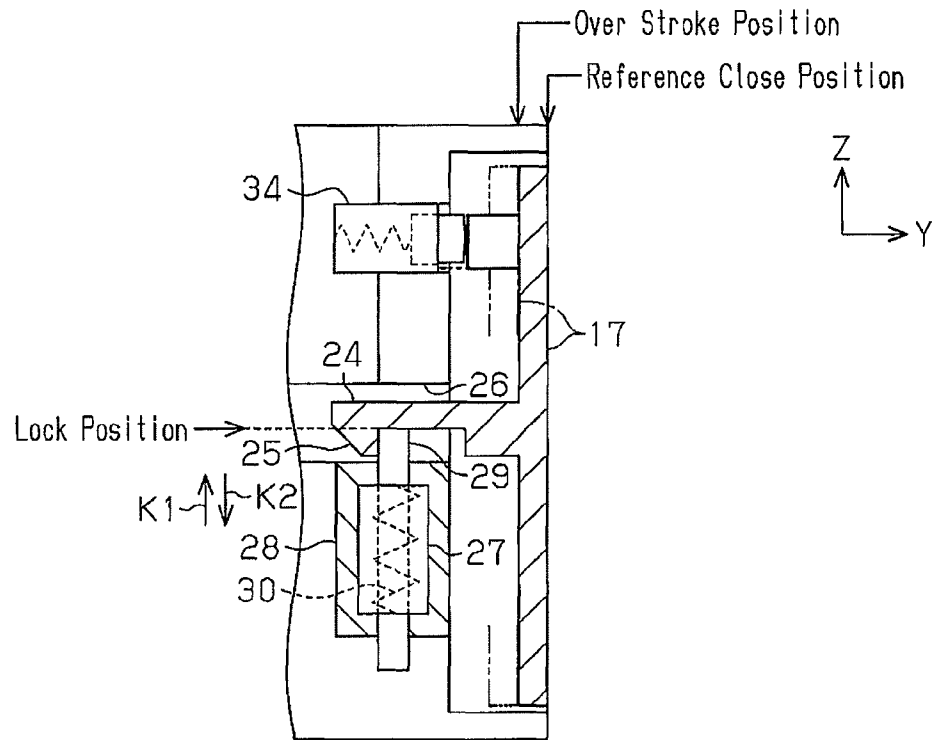 Over Stroke Position
Reference Close Position
Z
Y
34
17
24
26
Lock Position
25
29
K1
K2
28
27
30